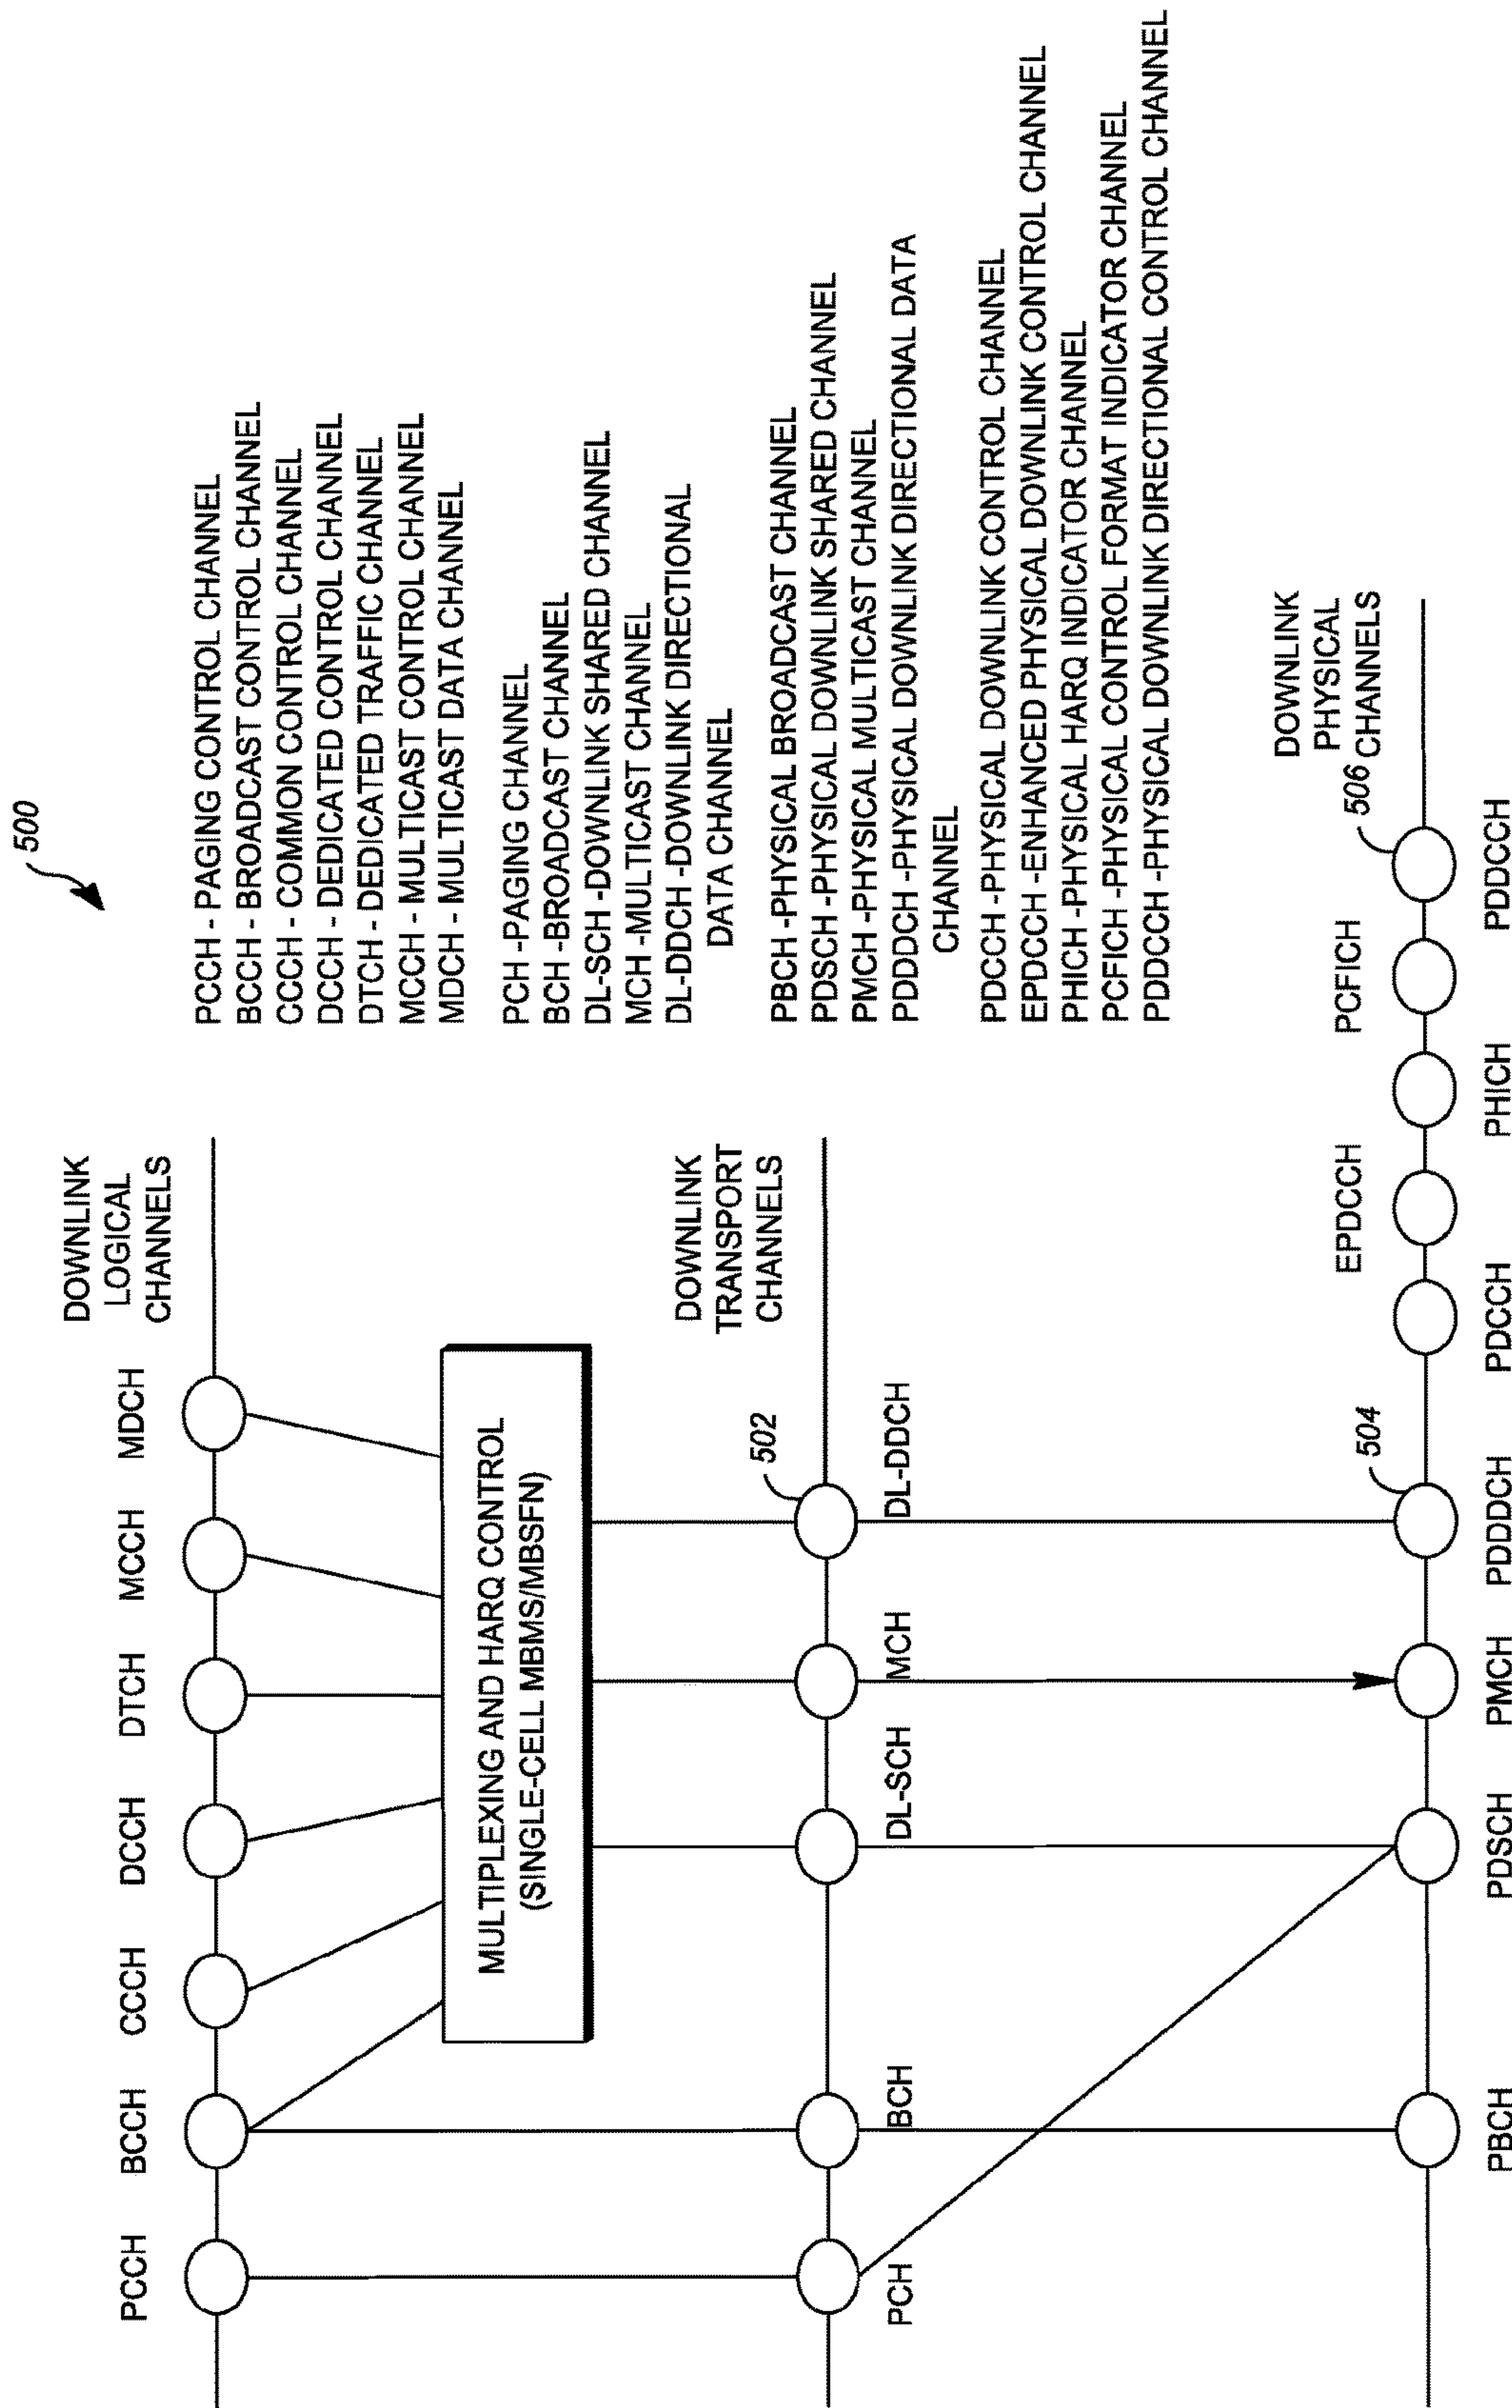 500
DOWNLINK
LOGICAL
CHANNELS
PCCH
BCCH
CCCH
DCCH
DTCH
MCCH
MDCH
MULTIPLEXING AND HARQ CONTROL
(SINGLE-CELL MBMS/MBSFN)
DOWNLINK
TRANSPORT
CHANNELS
502
PCH
BCH
DL-SCH
MCH
DL-DDCH
DOWNLINK
PHYSICAL
CHANNELS
504
506
EPDCCH
PCFICH
PBCH
PDSCH
PMCH
PDDDCH
PDCCH
PHICH
PDDCCH
PCCH - PAGING CONTROL CHANNEL
BCCH - BROADCAST CONTROL CHANNEL
CCCH - COMMON CONTROL CHANNEL
DCCH - DEDICATED CONTROL CHANNEL
DTCH - DEDICATED TRAFFIC CHANNEL
MCCH - MULTICAST CONTROL CHANNEL
MDCH - MULTICAST DATA CHANNEL
PCH -PAGING CHANNEL
BCH -BROADCAST CHANNEL
DL-SCH -DOWNLINK SHARED CHANNEL
MCH -MULTICAST CHANNEL
DL-DDCH -DOWNLINK DIRECTIONAL
DATA CHANNEL
PBCH -PHYSICAL BROADCAST CHANNEL
PDSCH -PHYSICAL DOWNLINK SHARED CHANNEL
PMCH -PHYSICAL MULTICAST CHANNEL
PDDDCH -PHYSICAL DOWNLINK DIRECTIONAL DATA
CHANNEL
PDCCH -PHYSICAL DOWNLINK CONTROL CHANNEL
EPDCCH -ENHANCED PHYSICAL DOWNLINK CONTROL CHANNEL
PHICH -PHYSICAL HARQ INDICATOR CHANNEL
PCFICH -PHYSICAL CONTROL FORMAT INDICATOR CHANNEL
PDDCCH -PHYSICAL DOWNLINK DIRECTIONAL CONTROL CHANNEL